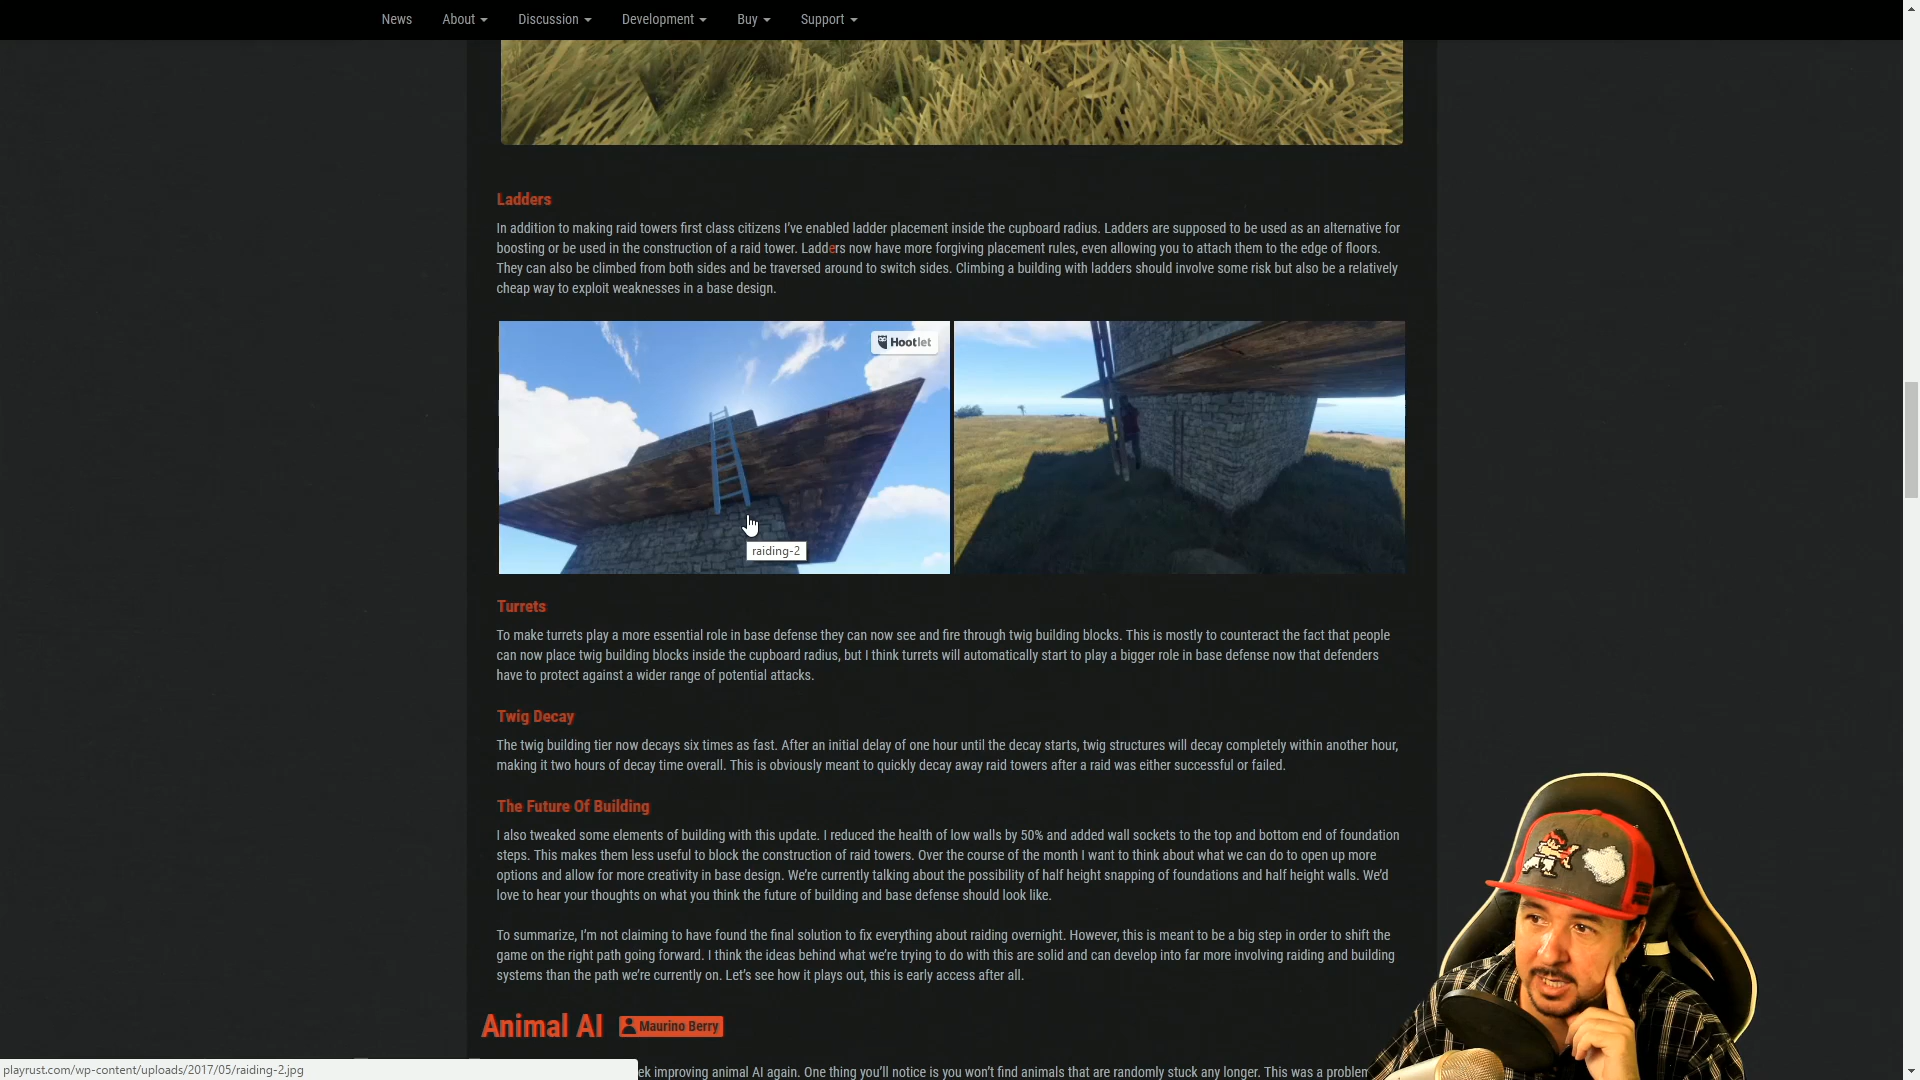 News About Discussion Development Buy Support
Ladders
In addition to making raid towers first class citizens I've enabled ladder placement inside the cupboard radius. Ladders are supposed to be used as an alternative for
boosting or be used in the construction of a raid tower. Ladders now have more forgiving placement rules, even allowing you to attach them to the edge of floors.
They can also be climbed from both sides and be traversed around to switch sides. Climbing a building with ladders should involve some risk but also be a relatively
cheap way to exploit weaknesses in a base design.
Hootlet
raiding-2
Turrets
To make turrets play a more essential role in base defense they can now see and fire through twig building blocks. This is mostly to counteract the fact that people
can now place twig building blocks inside the cupboard radius, but I think turrets will automatically start to play a bigger role in base defense now that defenders
have to protect against a wider range of potential attacks.
Twig Decay
The twig building tier now decays six times as fast. After an initial delay of one hour until the decay starts, twig structures will decay completely within another hour,
making it two hours of decay time overall. This is obviously meant to quickly decay away raid towers after a raid was either successful or failed.
The Future Of Building
I also tweaked some elements of building with this update. I reduced the health of low walls by 50% and added wall sockets to the top and bottom end of foundation
steps. This makes them less useful to block the construction of raid towers. Over the course of the month I want to think about what we can do to open up more
options and allow for more creativity in base design. We're currently talking about the possibility of half height snapping of foundations and half height walls. We'd
love to hear your thoughts on what you think the future of building and base defense should look like.
To summarize, I'm not claiming to have found the final solution to fix everything about raiding overnight. However, this is meant to be a big step in order to shift the
game on the right path going forward. I think the ideas behind what we're trying to do with this are solid and can develop into far more involving raiding and building
systems than the path we're currently on. Let's see how it plays out, this is early access after all.
Animal AI Maurino Berry
playrust.com/wp-content/uploads/2017/05/raiding-2.jpg
improving animal AI again. One thing you'll notice is you won't find animals that are randomly stuck any longer. This was a problem